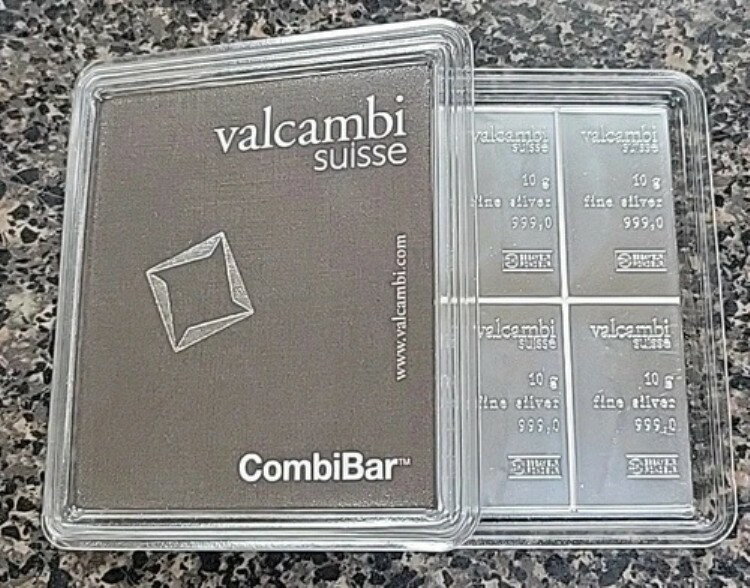 valcambi
suisse
www.valcambi.com
CombiBar™
valcambi
suisse
10 g
fine silver
999,0
valcambi
suisse
10 g
fine silver
999,0
valcambi
suisse
10 g
fine silver
999,0
valcambi
suisse
10 g
fine silver
999,0